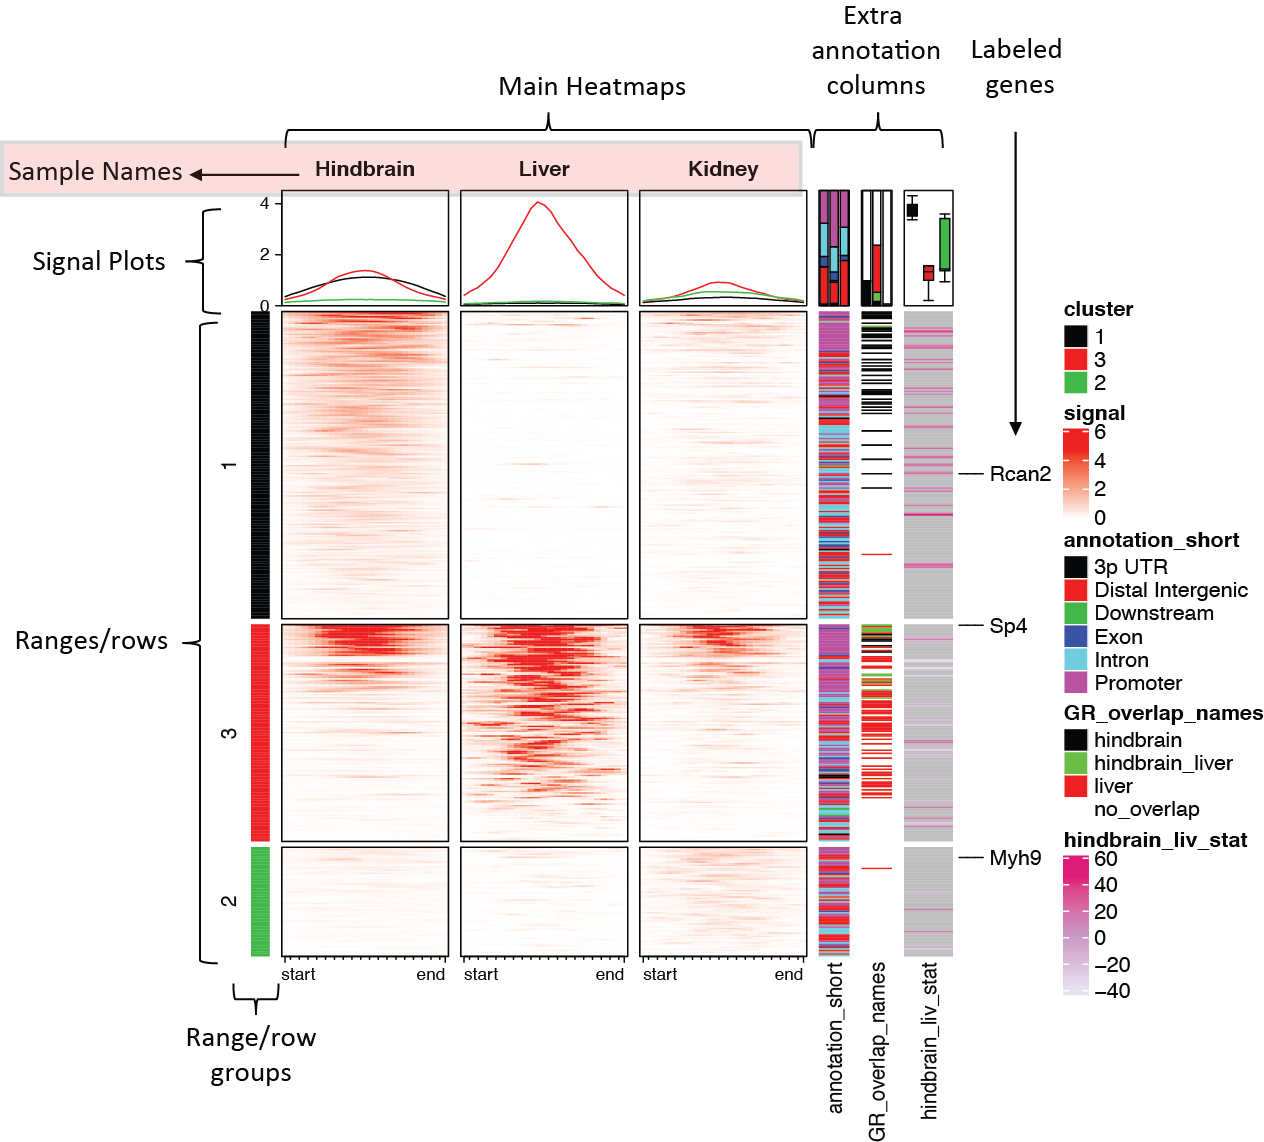 Extra
annotation
columns
Labeled
genes
Main Heatmaps
Sample Names
Hindbrain
Liver
Kidney
Signal Plots
4
2
0
cluster
1
3
2
signal
6
4
2
0
Rcan2
annotation_short
3p UTR
Distal Intergenic
Downstream
Exon
Intron
Promoter
Sp4
GR_overlap_names
hindbrain
hindbrain_liver
liver
no_overlap
hindbrain_liv_stat
60
40
20
0
−20
−40
Myh9
Ranges/rows
1
3
2
start
end
start
end
start
end
annotation_short
GR_overlap_names
hindbrain_liv_stat
Range/row
groups